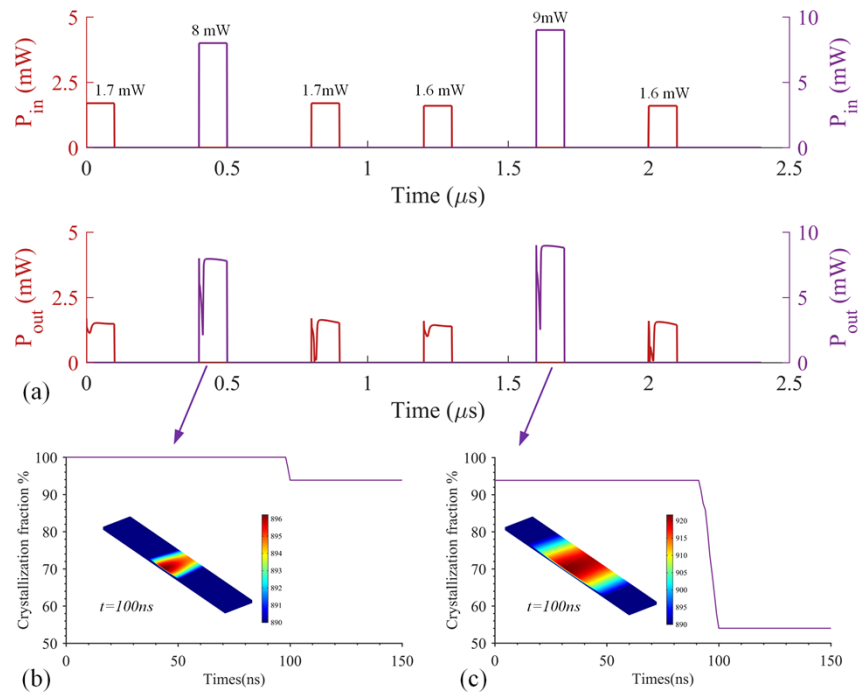 5
2.5
0
P_in (mW)
1.7 mW
8 mW
1.7mW
1.6 mW
9mW
1.6 mW
10
5
0
P_in (mW)
0 0.5 1 1.5 2 2.5
Time (μs)
5
2.5
0
P_out (mW)
10
5
0
P_out (mW)
0 0.5 1 1.5 2 2.5
(a)
Time (μs)
100
90
80
70
60
50
Crystallization fraction %
896
895
894
893
892
891
890
t=100ns
0 50 100 150
(b)
Times(ns)
100
90
80
70
60
50
Crystallization fraction %
920
915
910
905
900
895
890
t=100ns
0 50 100 150
(c)
Times(ns)